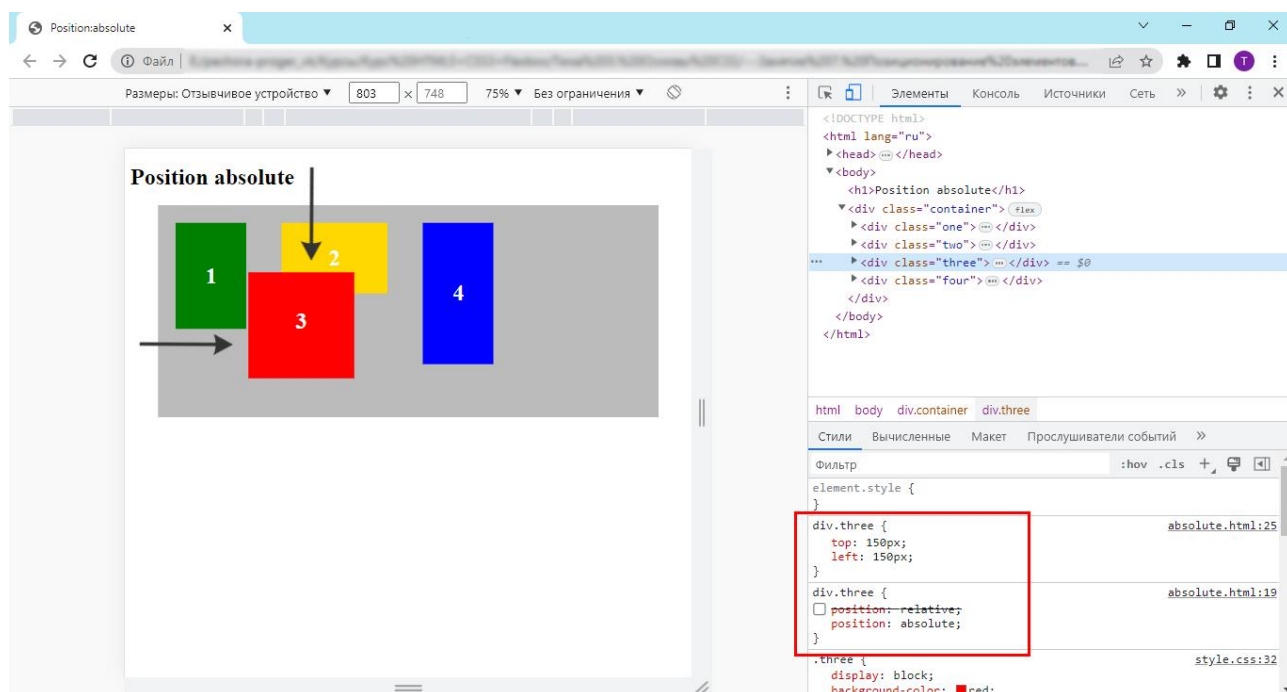 Position:absolute
Файл
T
Размеры: Отзывчивое устройство ▼ 803 × 748 75% ▼ Без ограничения ▼
Элементы Консоль Источники Сеть »
<!DOCTYPE html>
<html lang="ru">
▶<head> ⋯ </head>
▼<body>
<h1>Position absolute</h1>
▼<div class="container"> flex
▶<div class="one"> ⋯ </div>
▶<div class="two"> ⋯ </div>
⋯ ▶<div class="three"> ⋯ </div> == $0
▶<div class="four"> ⋯ </div>
</div>
</body>
</html>
Position absolute
1
2
3
4
html body div.container div.three
Стили Вычисленные Макет Прослушиватели событий »
Фильтр :hov .cls +
element.style {
}
div.three { absolute.html:25
top: 150px;
left: 150px;
}
div.three { absolute.html:19
position: relative;
position: absolute;
}
.three { style.css:32
display: block;
background-color: red;